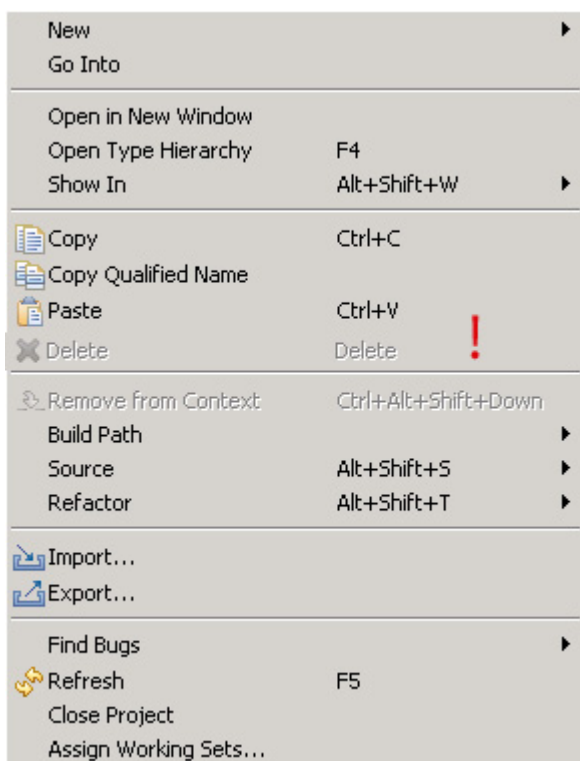 New
Go Into
Open in New Window
Open Type Hierarchy F4
Show In Alt+Shift+W
Copy Ctrl+C
Copy Qualified Name
Paste Ctrl+V
! 
Delete Delete
Remove from Context Ctrl+Alt+Shift+Down
Build Path
Source Alt+Shift+S
Refactor Alt+Shift+T
Import...
Export...
Find Bugs
Refresh F5
Close Project
Assign Working Sets...